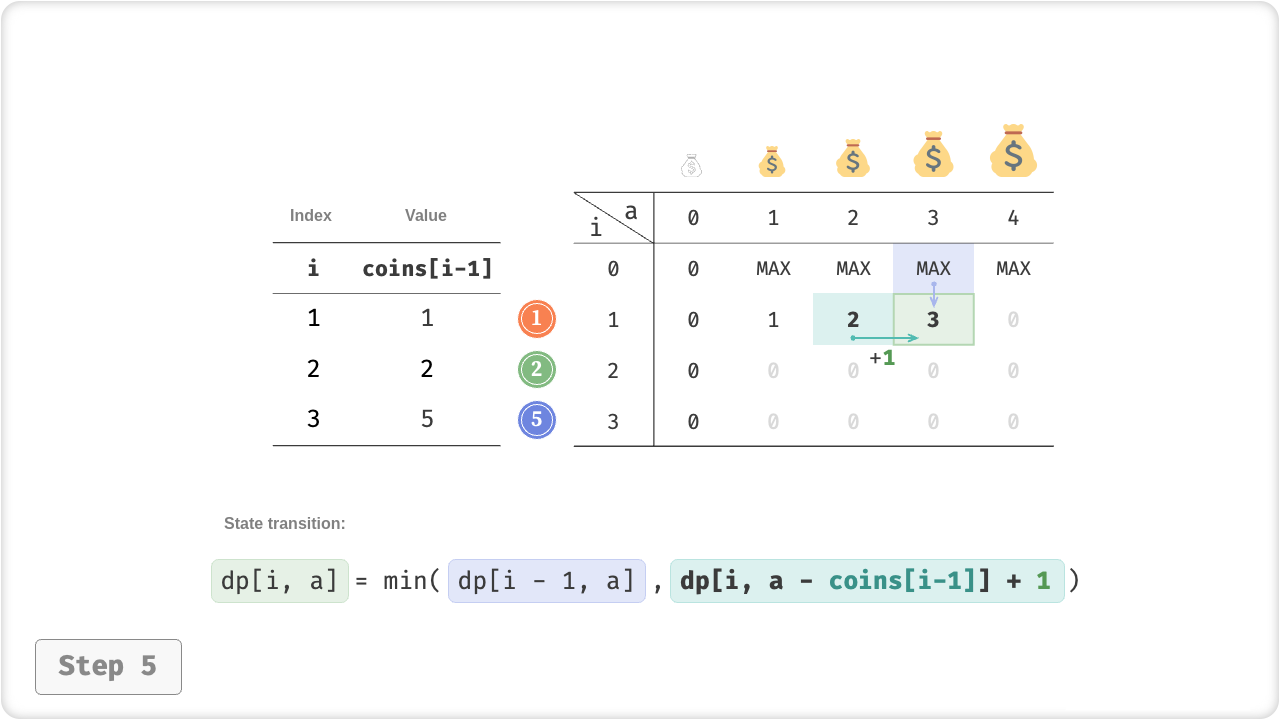 $ $ $ $ $
Index Value
i coins[i-1]
1 1
2 2
3 5
1
2
5
i a 0 1 2 3 4
0 0 MAX MAX MAX MAX
1 0 1 2 3 0
+1
2 0 0 0 0 0
3 0 0 0 0 0
State transition:
dp[i, a] = min( dp[i - 1, a] , dp[i, a - coins[i-1]] + 1 )
Step 5